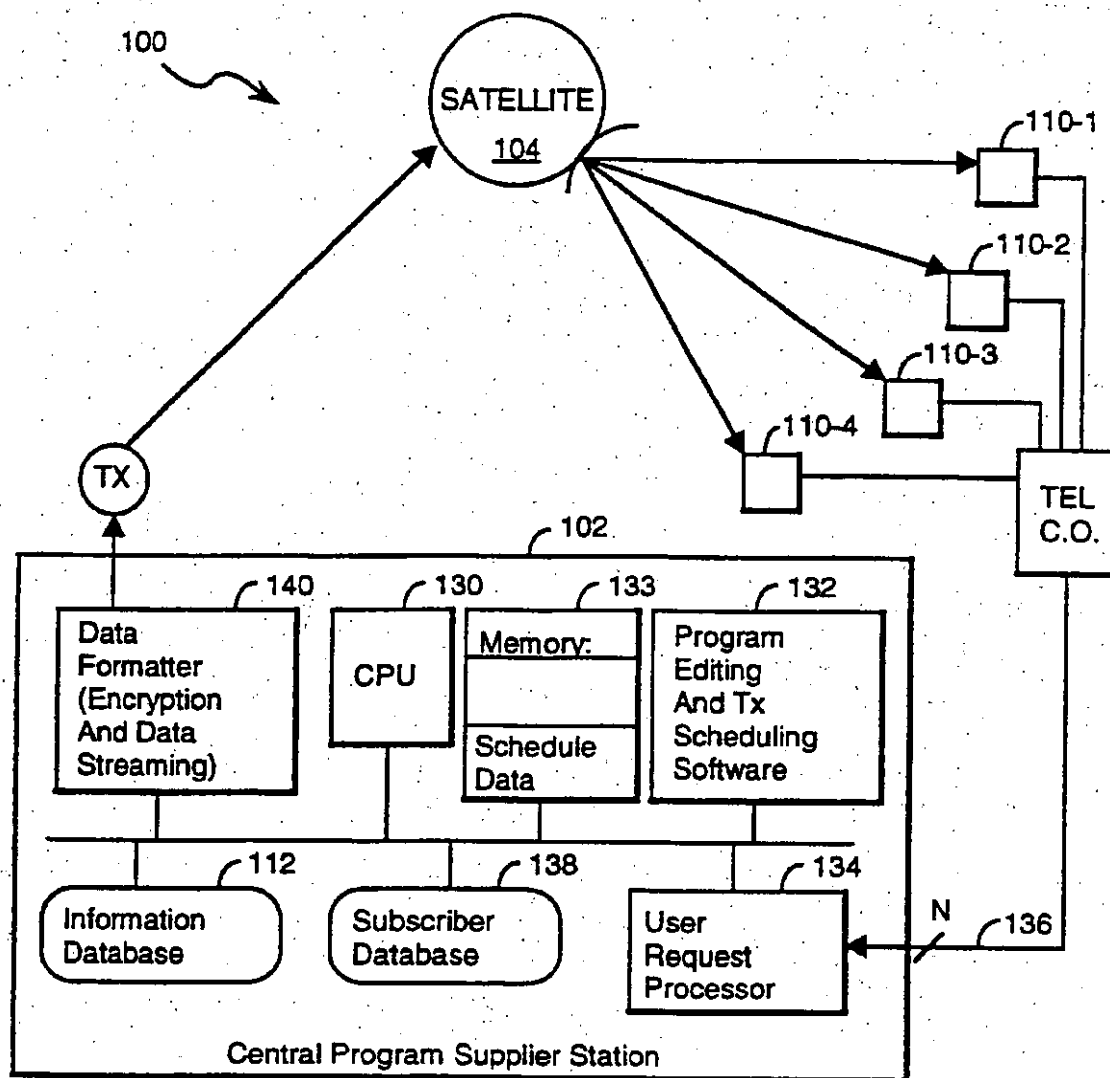 100
SATELLITE
104
110-1
110-2
110-3
110-4
TX
TEL
C.O.
102
140
130
133
132
Data
Formatter
(Encryption
And Data
Streaming)
CPU
Memory:
Schedule
Data
Program
Editing
And Tx
Scheduling
Software
112
138
134
Information
Database
Subscriber
Database
User
Request
Processor
N
136
Central Program Supplier Station